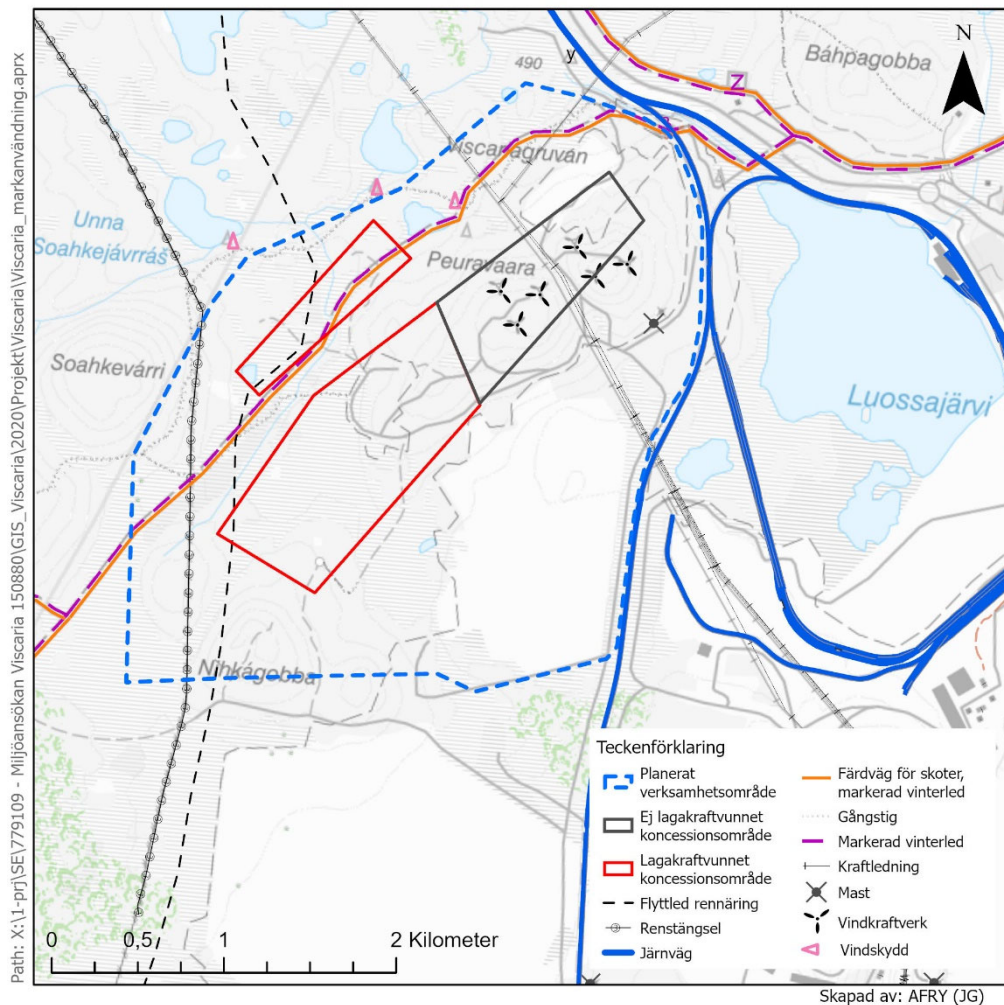 Path: X:\1-prj\SE\779109 - Miljöansökan Viscaria 150880\GIS_Viscaria\2020\Projekt\Viscaria\Viscaria_markanvändning.aprx
N
490
y
Z
Báhpagobba
Viscariagruvan
Unna
Soahkejávrráš
Peuravaara
Soahkevárri
Luossajärvi
Nihkágobba
Teckenförklaring
Planerat
verksamhetsområde
Ej lagakraftvunnet
koncessionsområde
Lagakraftvunnet
koncessionsområde
Flyttled rennäring
Renstängsel
Järnväg
Färdväg för skoter,
markerad vinterled
Gångstig
Markerad vinterled
Kraftledning
Mast
Vindkraftverk
Vindskydd
0 0,5 1 2 Kilometer
Skapad av: AFRY (JG)